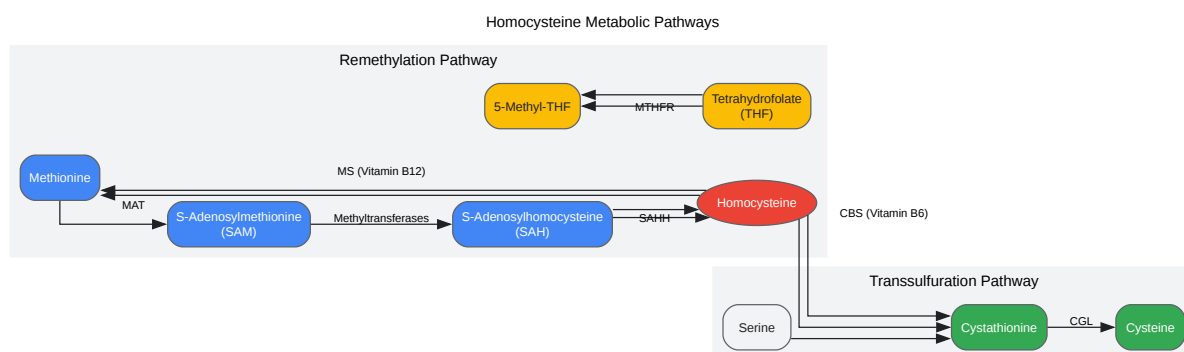 Homocysteine Metabolic Pathways
Remethylation Pathway
5-Methyl-THF
MTHFR
Tetrahydrofolate
(THF)
Methionine
MS (Vitamin B12)
MAT
S-Adenosylmethionine
(SAM)
Methyltransferases
S-Adenosylhomocysteine
(SAH)
SAHH
Homocysteine
CBS (Vitamin B6)
Transsulfuration Pathway
Serine
Cystathionine
CGL
Cysteine